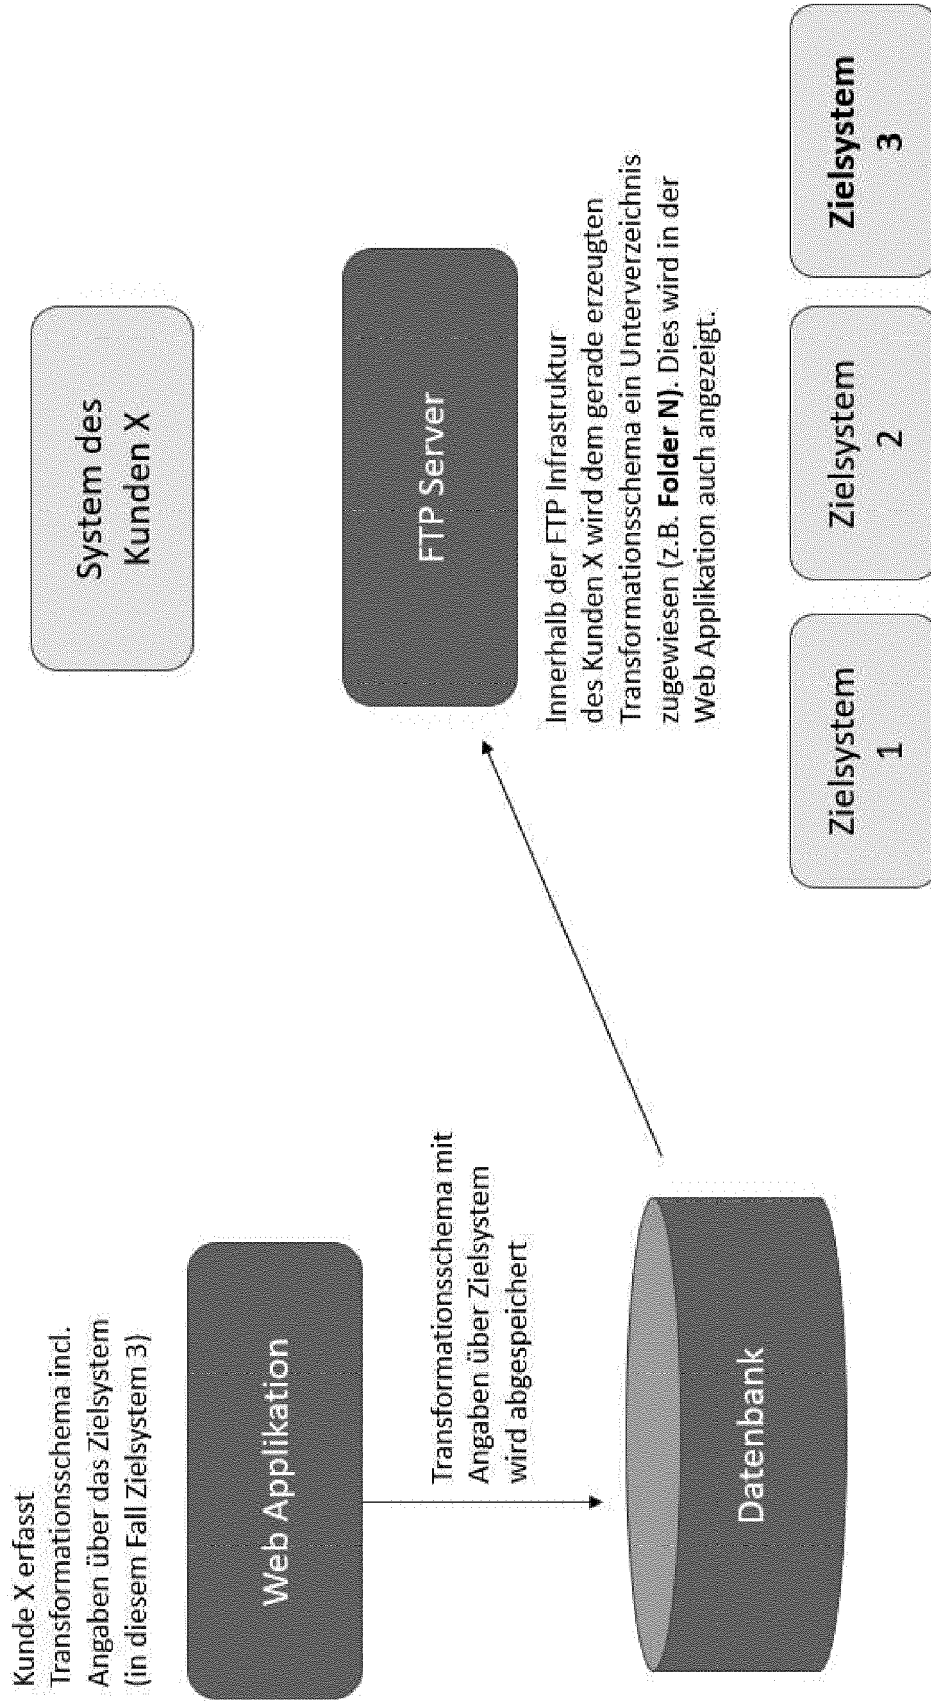 Kunde X erfasst
Transformationsschema incl.
Angaben über das Zielsystem
(in diesem Fall Zielsystem 3)
Web Applikation
Transformationsschema mit
Angaben über Zielsystem
wird abgespeichert
Datenbank
System des
Kunden X
FTP Server
Innerhalb der FTP Infrastruktur
des Kunden X wird dem gerade erzeugten
Transformationsschema ein Unterverzeichnis
zugewiesen (z.B. Folder N). Dies wird in der
Web Applikation auch angezeigt.
Zielsystem
1
Zielsystem
2
Zielsystem
3